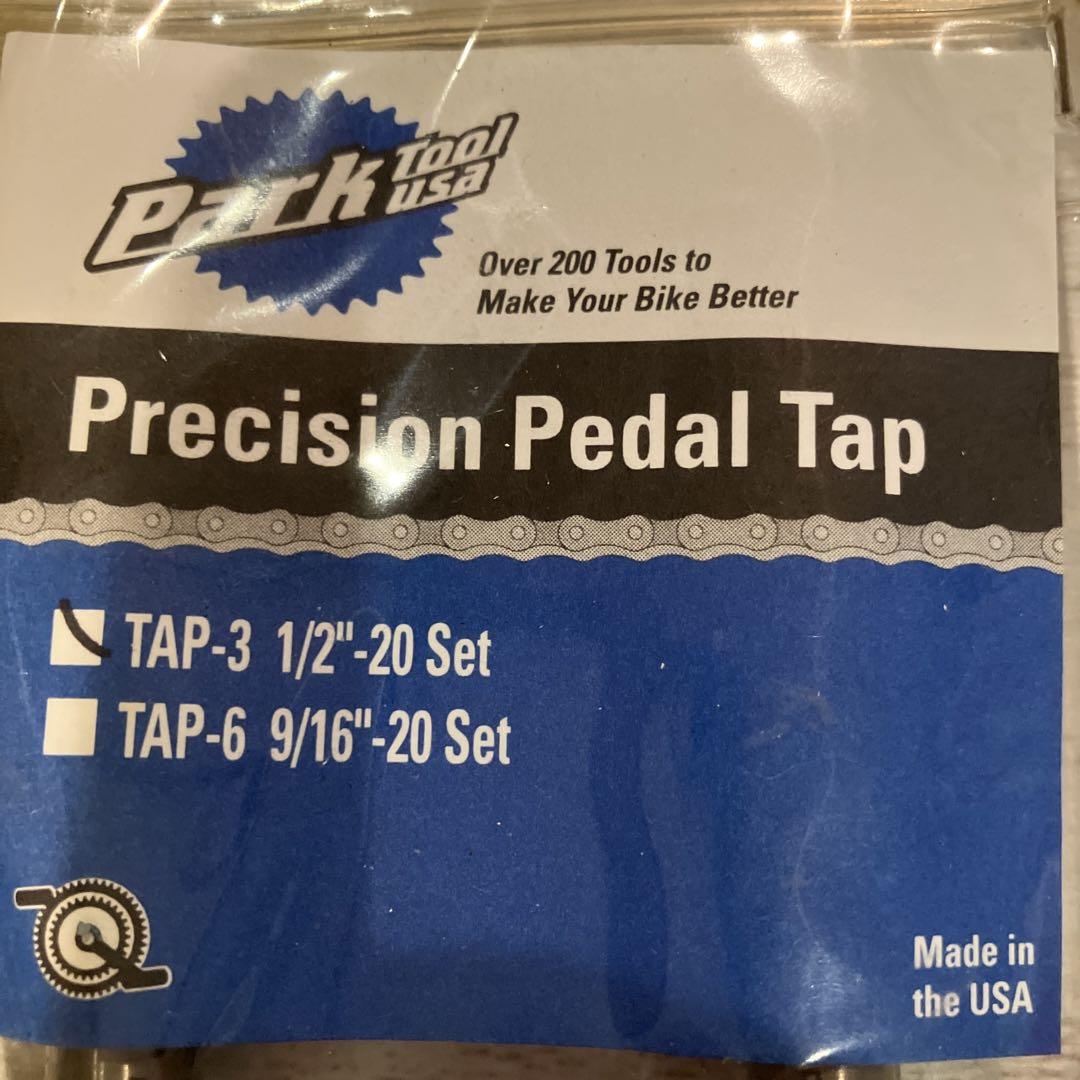 Park Tool
USA
Over 200 Tools to
Make Your Bike Better
Precision Pedal Tap
TAP-3 1/2"-20 Set
TAP-6 9/16"-20 Set
Made in
the USA